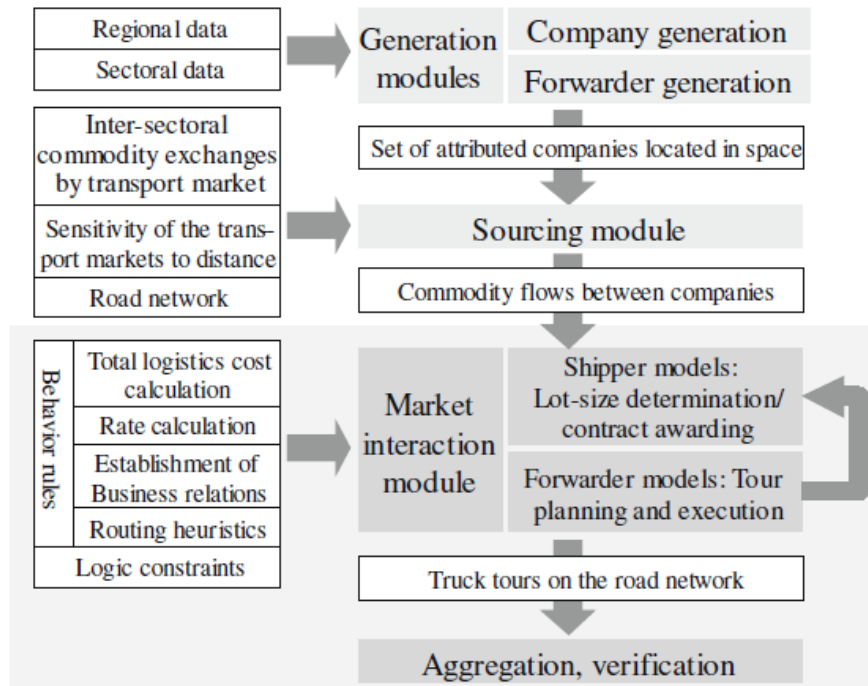 Regional data
Sectoral data
Generation
modules
Company generation
Forwarder generation
Set of attributed companies located in space
Inter-sectoral
commodity exchanges
by transport market
Sensitivity of the trans-
port markets to distance
Road network
Sourcing module
Commodity flows between companies
Behavior rules
Total logistics cost
calculation
Rate calculation
Establishment of
Business relations
Routing heuristics
Logic constraints
Market
interaction
module
Shipper models:
Lot-size determination/
contract awarding
Forwarder models: Tour
planning and execution
Truck tours on the road network
Aggregation, verification